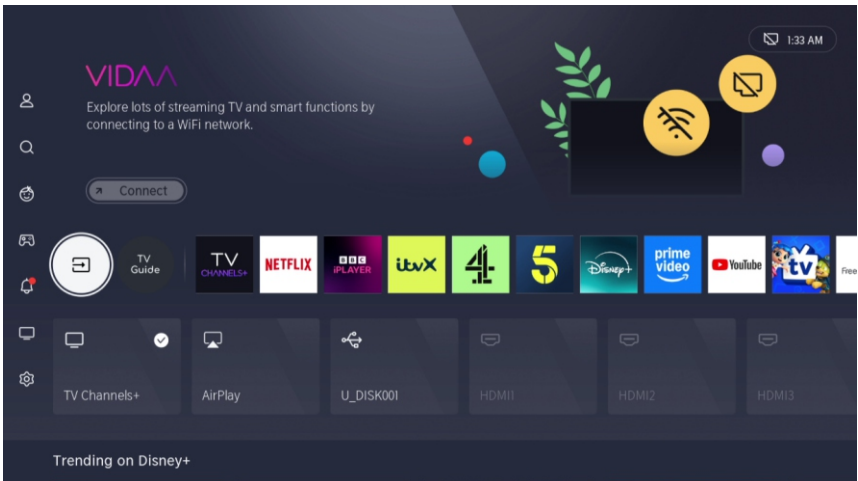 1:33 AM
VIDAA
Explore lots of streaming TV and smart functions by
connecting to a WiFi network.
Connect
TV
Guide
TV
CHANNELS+
NETFLIX
BBC
iPLAYER
itvX
4
5
Disney+
prime
video
YouTube
tv
Free
TV Channels+
AirPlay
U_DISK001
HDMI1
HDMI2
HDMI3
Trending on Disney+